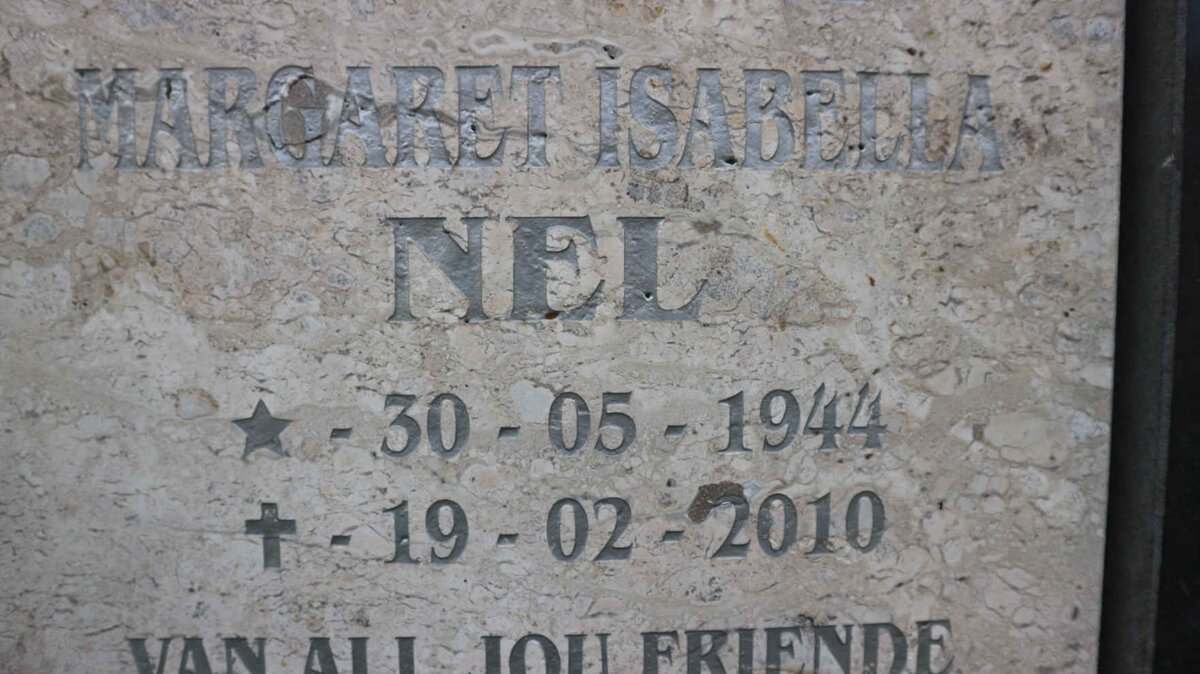 MARGARET ISABELLA
NEL
★ - 30 - 05 - 1944
✝ - 19 - 02 - 2010
VAN ALL JOU FRIENDE